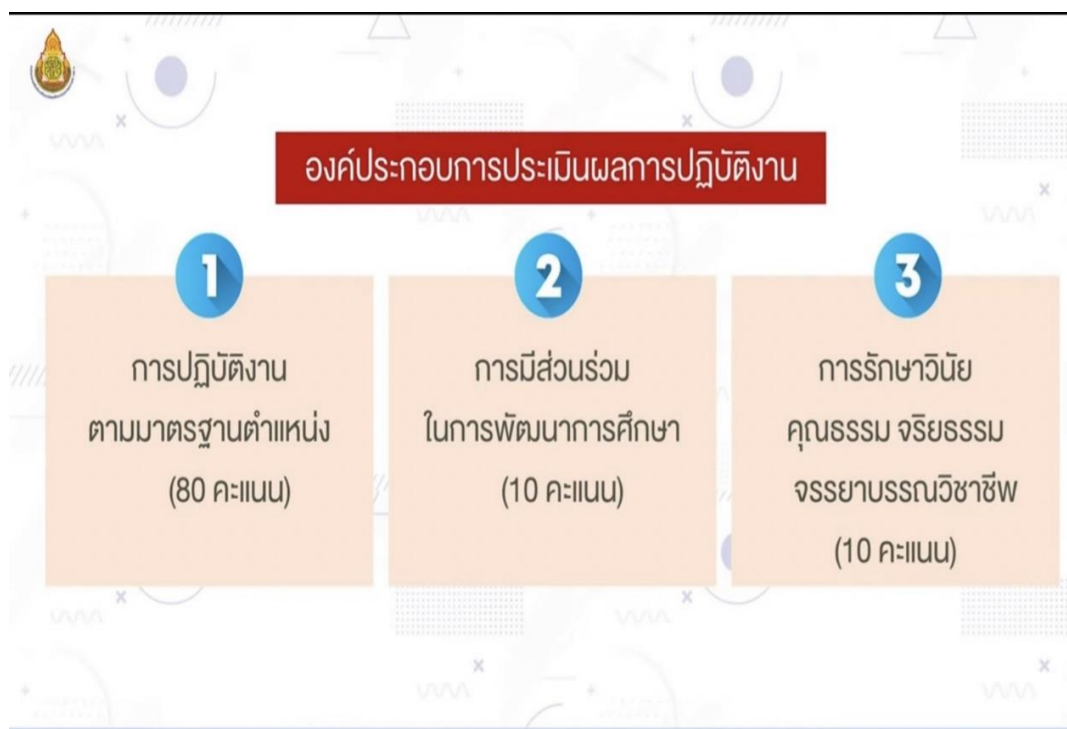 องค์ประกอบการประเมินผลการปฏิบัติงาน
1
การปฏิบัติงาน
ตามมาตรฐานตำแหน่ง
(80 คะแนน)
2
การมีส่วนร่วม
ในการพัฒนาการศึกษา
(10 คะแนน)
3
การรักษาวินัย
คุณธรรม จริยธรรม
จรรยาบรรณวิชาชีพ
(10 คะแนน)